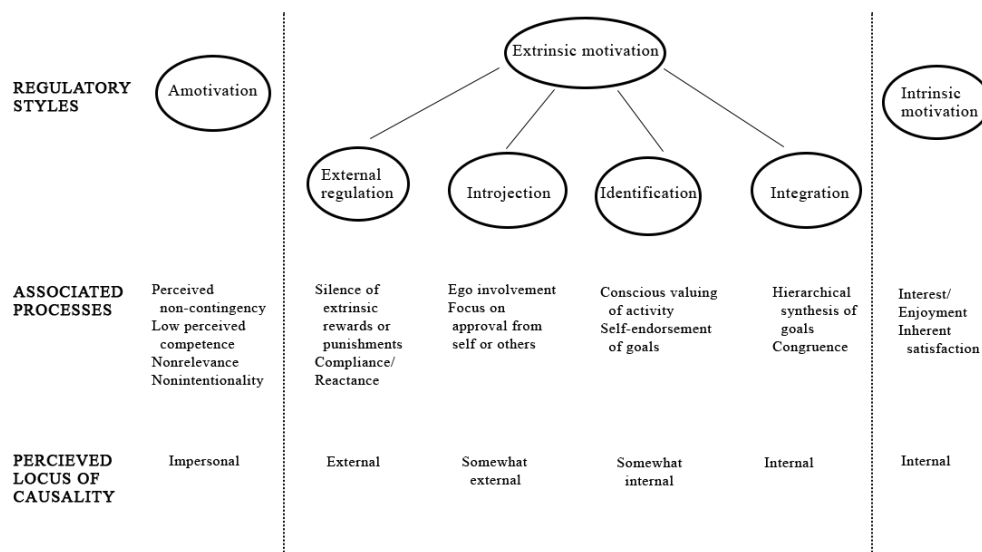 Extrinsic motivation
REGULATORY
STYLES
Amotivation
Intrinsic
motivation
External
regulation
Introjection
Identification
Integration
ASSOCIATED
PROCESSES
Perceived
non-contingency
Low perceived
competence
Nonrelevance
Nonintentionality
Silence of
extrinsic
rewards or
punishments
Compliance/
Reactance
Ego involvement
Focus on
approval from
self or others
Conscious valuing
of activity
Self-endorsement
of goals
Hierarchical
synthesis of
goals
Congruence
Interest/
Enjoyment
Inherent
satisfaction
PERCIEVED
LOCUS OF
CAUSALITY
Impersonal
External
Somewhat
external
Somewhat
internal
Internal
Internal